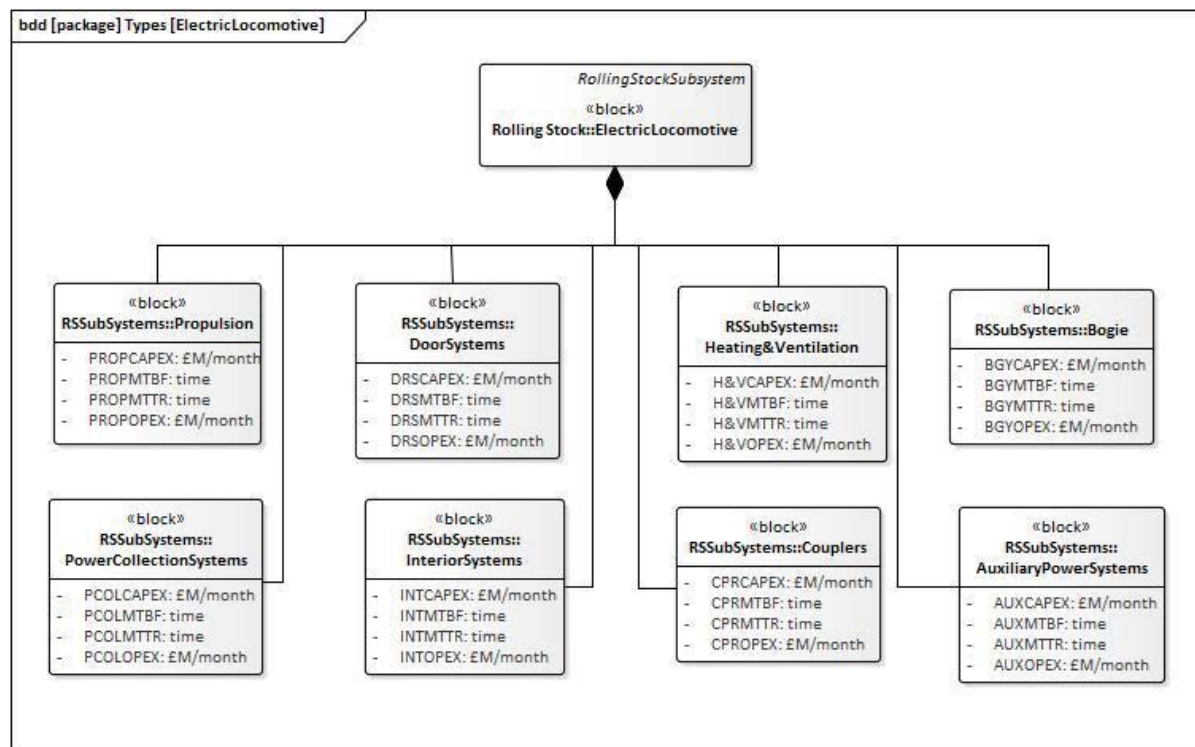 bdd [package] Types [ElectricLocomotive]
RollingStockSubsystem
«block»
Rolling Stock::ElectricLocomotive
«block»
RSSubSystems::Propulsion
- PROPCAPEX: £M/month
- PROPMTBF: time
- PROPMTTR: time
- PROPOPEX: £M/month
«block»
RSSubSystems::
DoorSystems
- DRSCAPEX: £M/month
- DRSMTBF: time
- DRSMTTR: time
- DRSOPEX: £M/month
«block»
RSSubSystems::
Heating&Ventilation
- H&VCAPEX: £M/month
- H&VMTBF: time
- H&VMTTR: time
- H&VOPEX: £M/month
«block»
RSSubSystems::Bogie
- BGYCAPEX: £M/month
- BGYMTBF: time
- BGYMTTR: time
- BGYOPEX: £M/month
«block»
RSSubSystems::
PowerCollectionSystems
- PCOLCAPEX: £M/month
- PCOLMTBF: time
- PCOLMTTR: time
- PCOLOPEX: £M/month
«block»
RSSubSystems::
InteriorSystems
- INTCAPEX: £M/month
- INTMTBF: time
- INTMTTR: time
- INTOPEX: £M/month
«block»
RSSubSystems::Couplers
- CPRCAPEX: £M/month
- CPRMTBF: time
- CPRMTTR: time
- CPROPEX: £M/month
«block»
RSSubSystems::
AuxiliaryPowerSystems
- AUXCAPEX: £M/month
- AUXMTBF: time
- AUXMTTR: time
- AUXOPEX: £M/month